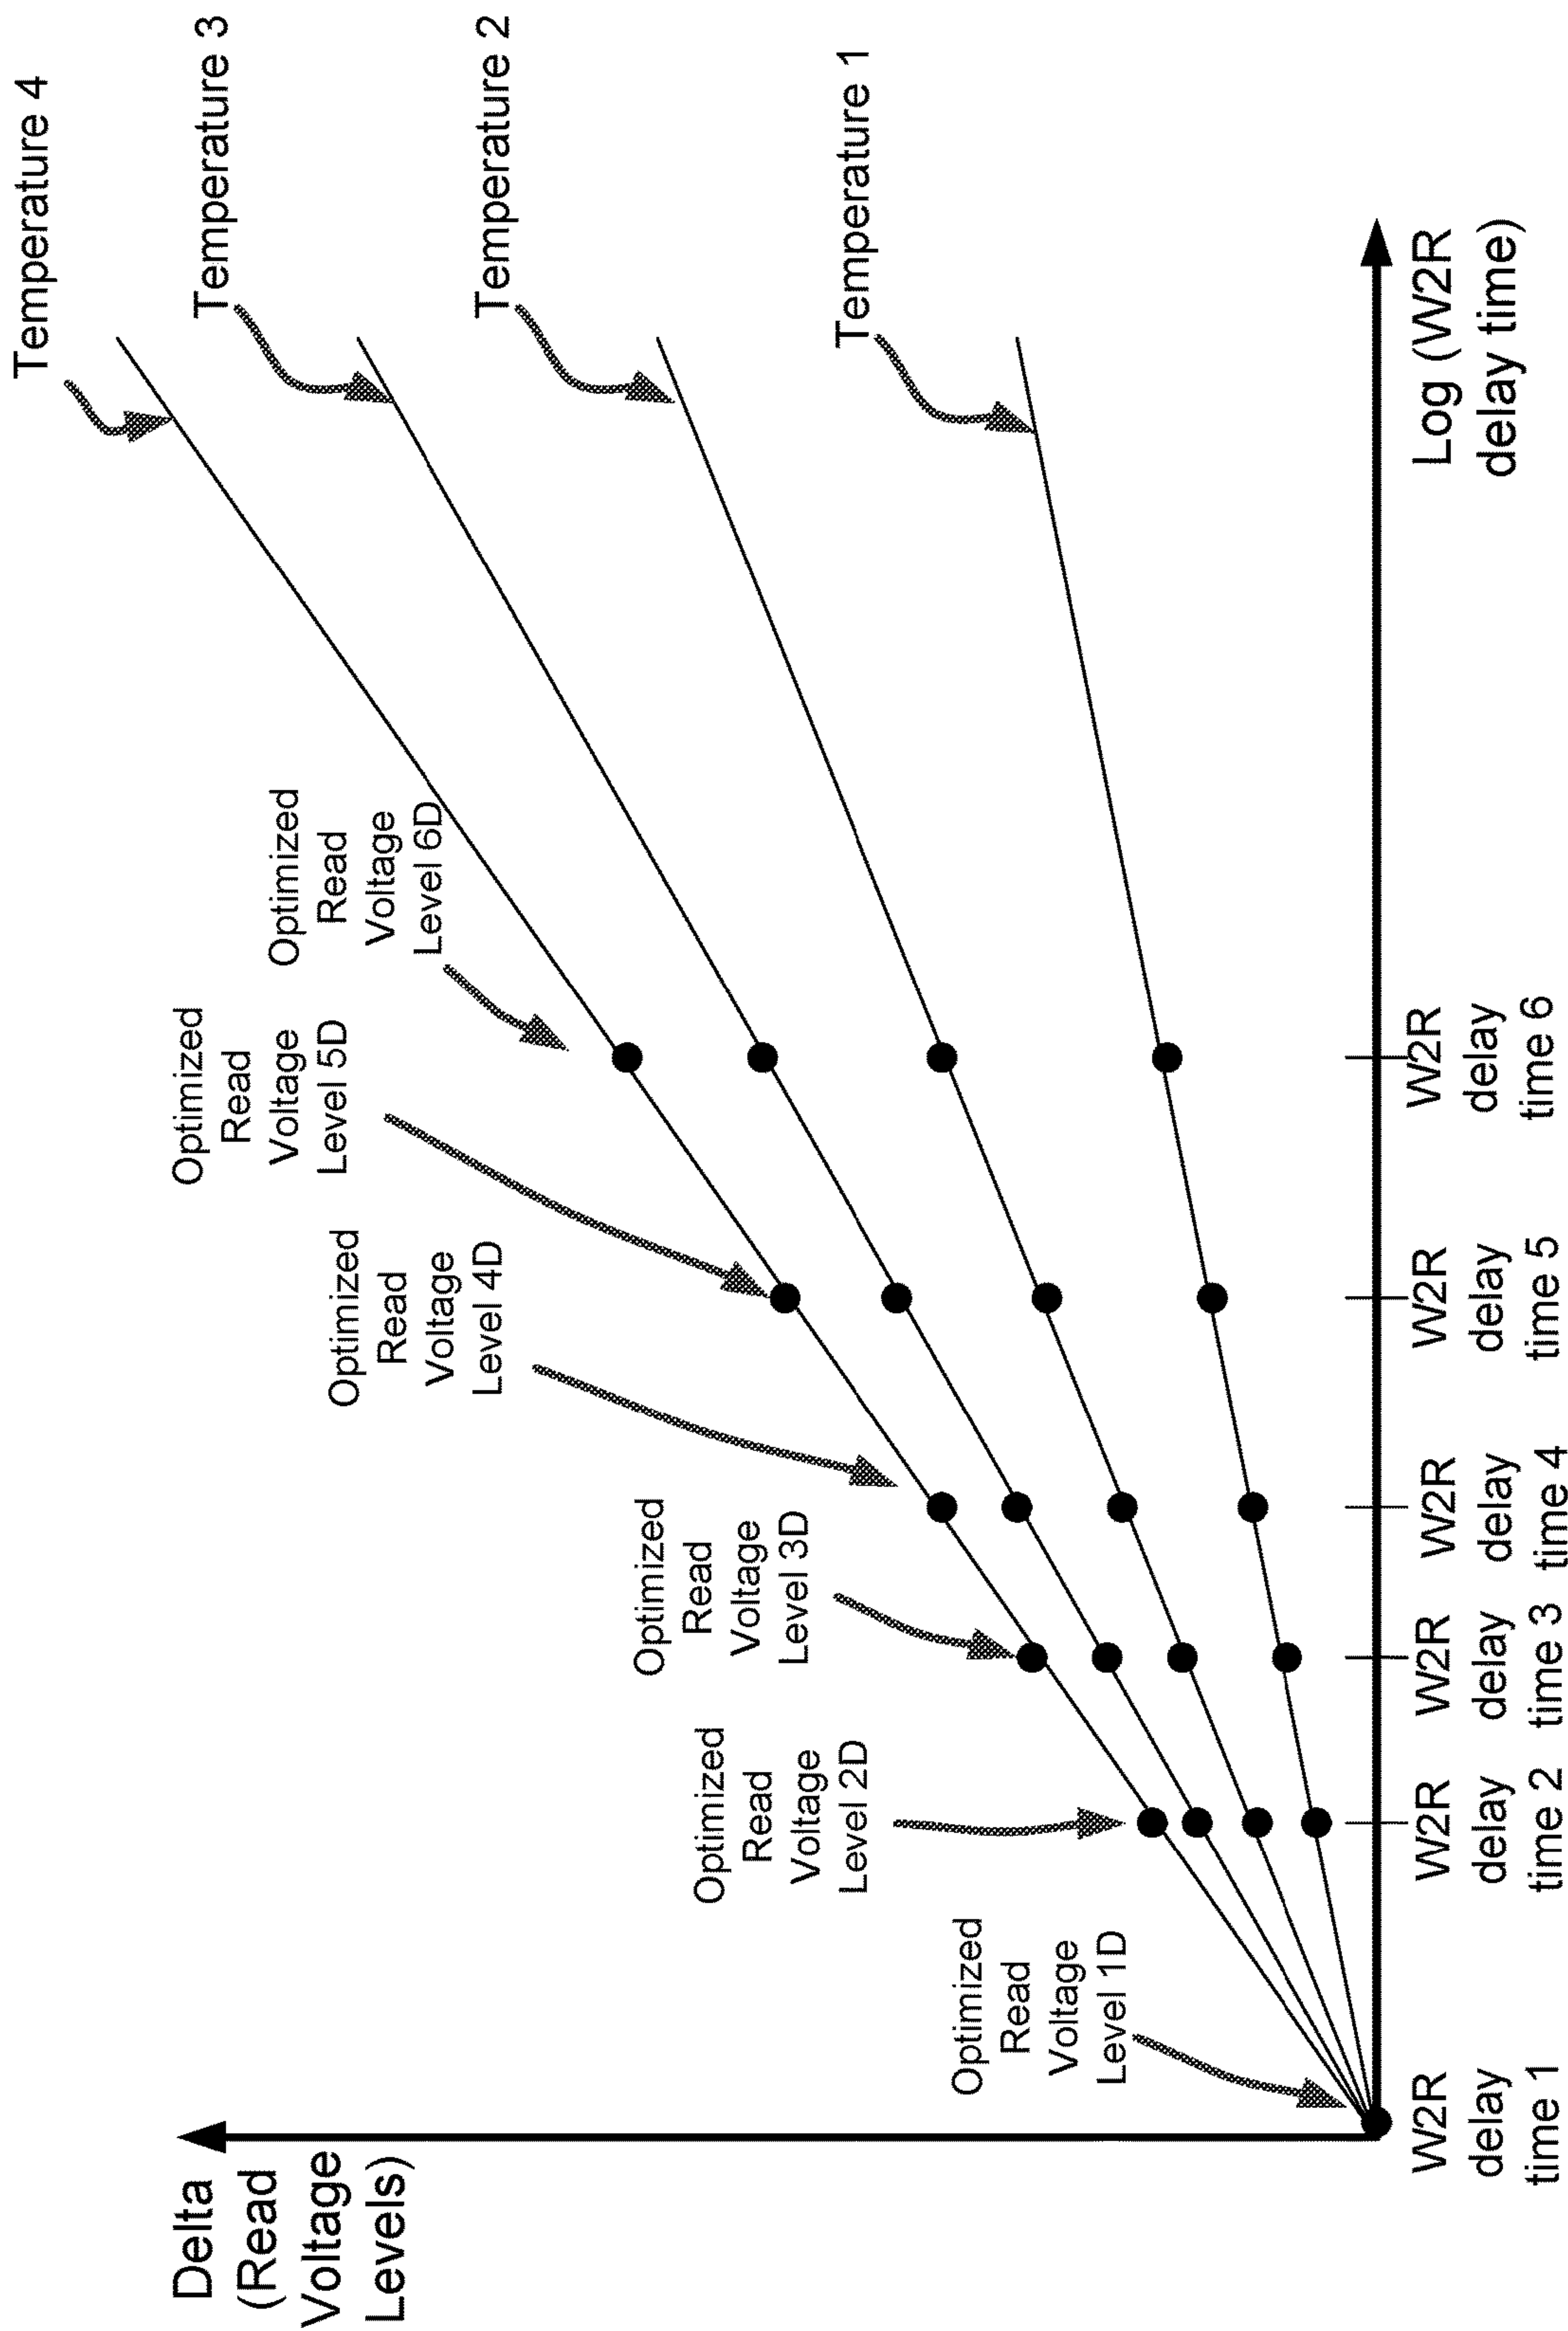 Delta
(Read
Voltage
Levels)
Temperature 4
Temperature 3
Temperature 2
Temperature 1
Optimized
Read
Voltage
Level 1D
Optimized
Read
Voltage
Level 2D
Optimized
Read
Voltage
Level 3D
Optimized
Read
Voltage
Level 4D
Optimized
Read
Voltage
Level 5D
Optimized
Read
Voltage
Level 6D
W2R
delay
time 1
W2R
delay
time 2
W2R
delay
time 3
W2R
delay
time 4
W2R
delay
time 5
W2R
delay
time 6
Log (W2R
delay time)